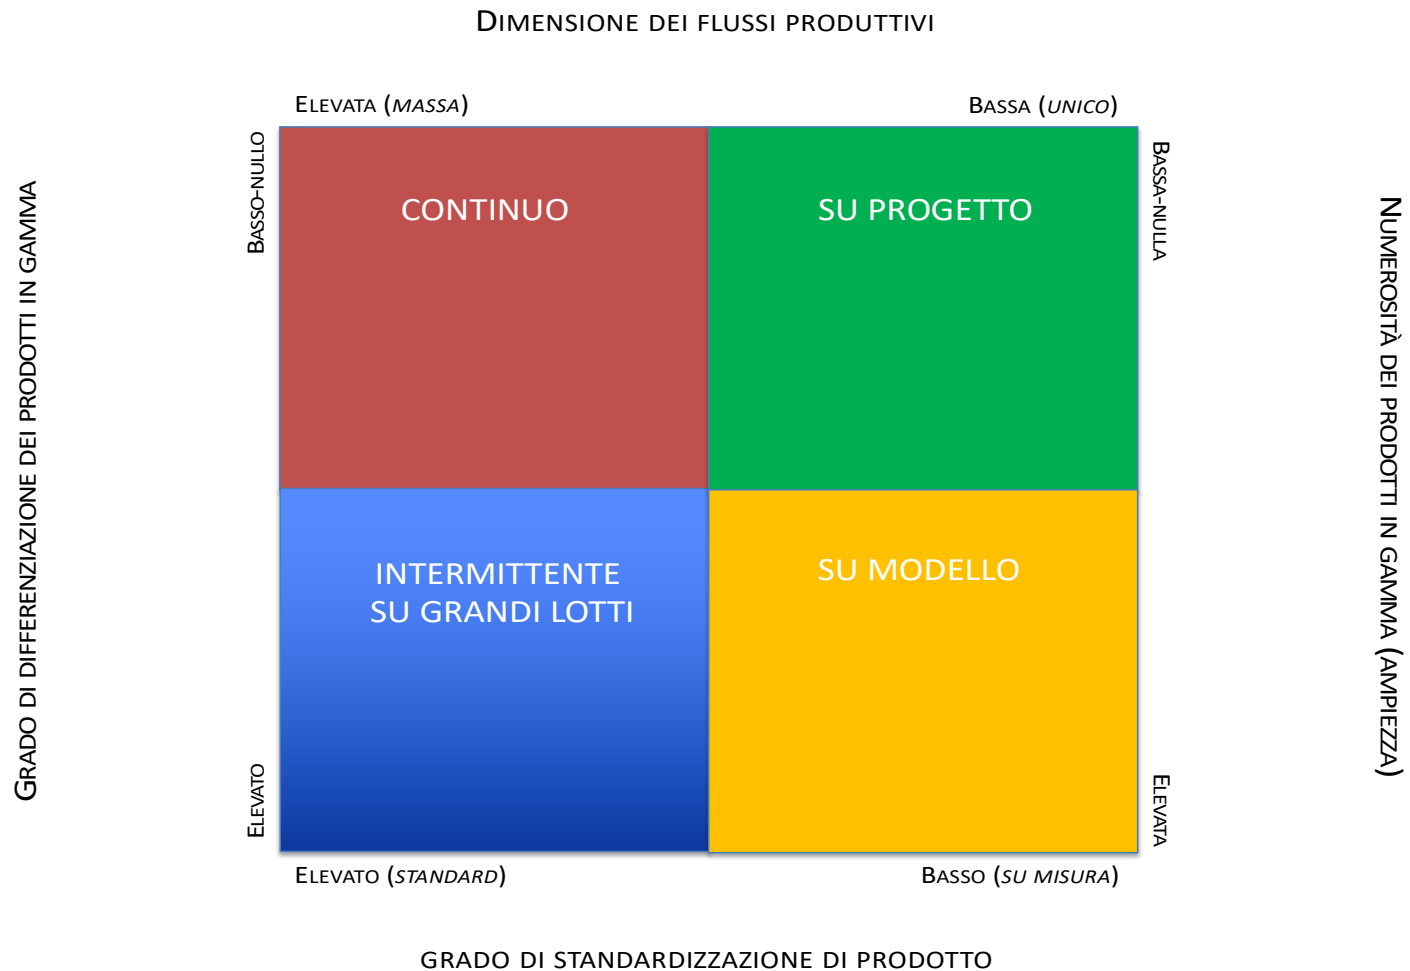 Dimensione dei flussi produttivi
Elevata (massa)
Bassa (unico)
Grado di differenziazione dei prodotti in gamma
Basso-nullo
Elevato
CONTINUO
SU PROGETTO
INTERMITTENTE
SU GRANDI LOTTI
SU MODELLO
Bassa-nulla
Elevata
Numerosità dei prodotti in gamma (ampiezza)
Elevato (standard)
Basso (su misura)
grado di standardizzazione di prodotto